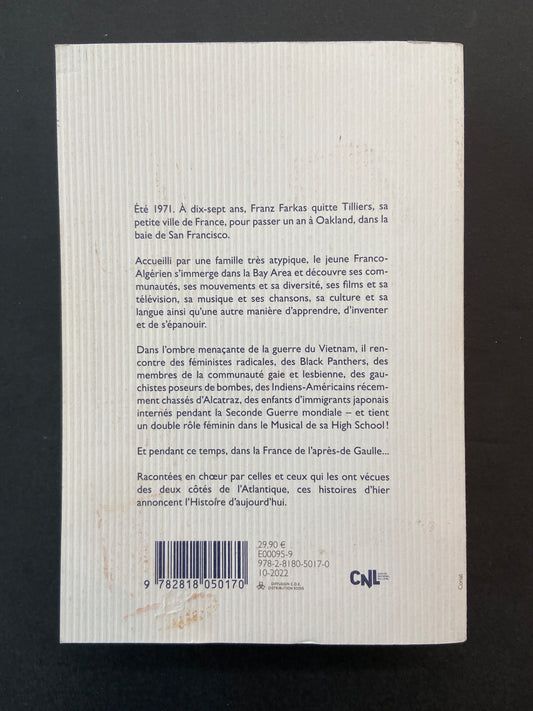 Été 1971. À dix-sept ans, Franz Farkas quitte Tilliers, sa
petite ville de France, pour passer un an à Oakland, dans la
baie de San Francisco.
Accueilli par une famille très atypique, le jeune Franco-
Algérien s'immerge dans la Bay Area et découvre ses com-
munautés, ses mouvements et sa diversité, ses films et sa
télévision, sa musique et ses chansons, sa culture et sa
langue ainsi qu'une autre manière d'apprendre, d'inventer
et de s'épanouir.
Dans l'ombre menaçante de la guerre du Vietnam, il ren-
contre des féministes radicales, des Black Panthers, des
membres de la communauté gaie et lesbienne, des gau-
chistes poseurs de bombes, des Indiens-Américains récem-
ment chassés d'Alcatraz, des enfants d'immigrants japonais
internés pendant la Seconde Guerre mondiale – et tient
un double rôle féminin dans le Musical de sa High School !
Et pendant ce temps, dans la France de l'après-de Gaulle...
Racontées en chœur par celles et ceux qui les ont vécues
des deux côtés de l'Atlantique, ces histoires d'hier
annoncent l'Histoire d'aujourd'hui.
29,90 €
E00095-9
978-2-8180-5017-0
10-2022
DIFFUSION C.D.E.
DISTRIBUTION SODIS
9 782818 050170
CNL